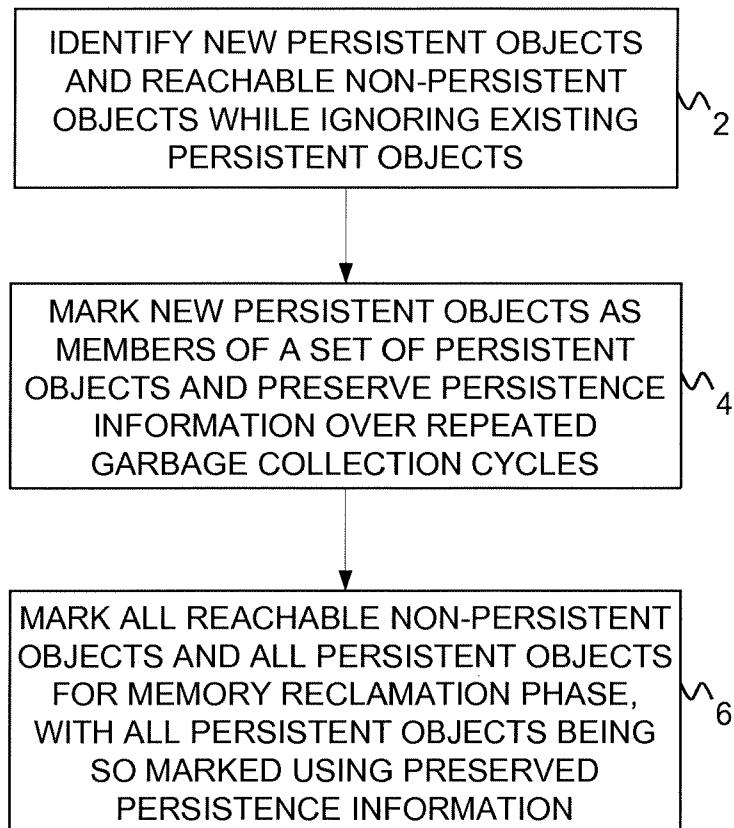 IDENTIFY NEW PERSISTENT OBJECTS
AND REACHABLE NON-PERSISTENT
OBJECTS WHILE IGNORING EXISTING
PERSISTENT OBJECTS
2
MARK NEW PERSISTENT OBJECTS AS
MEMBERS OF A SET OF PERSISTENT
OBJECTS AND PRESERVE PERSISTENCE
INFORMATION OVER REPEATED
GARBAGE COLLECTION CYCLES
4
MARK ALL REACHABLE NON-PERSISTENT
OBJECTS AND ALL PERSISTENT OBJECTS
FOR MEMORY RECLAMATION PHASE,
WITH ALL PERSISTENT OBJECTS BEING
SO MARKED USING PRESERVED
PERSISTENCE INFORMATION
6